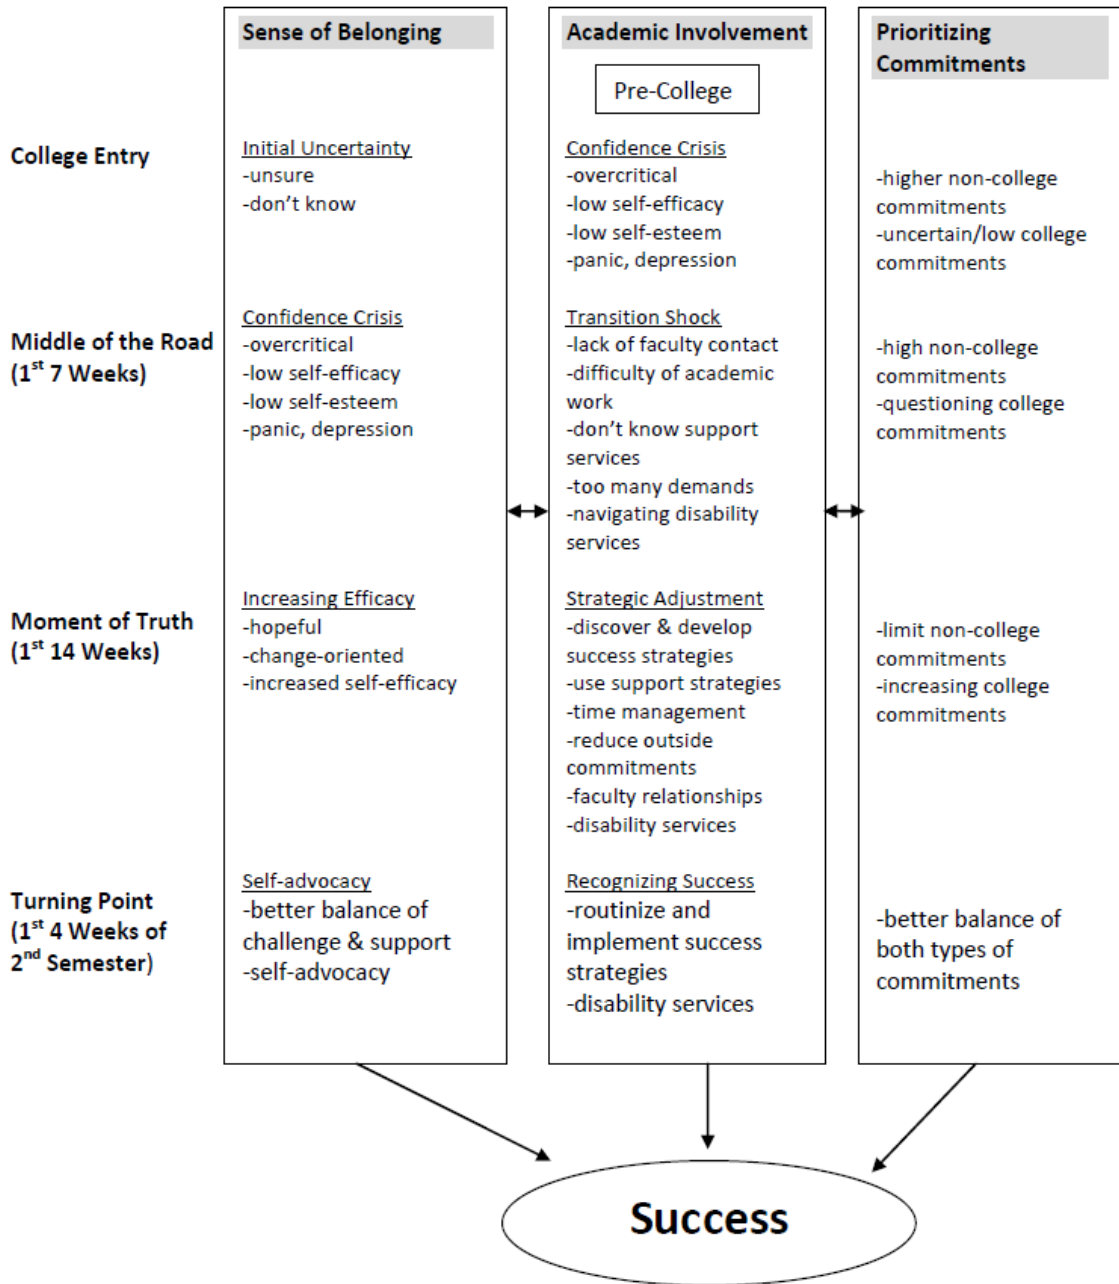 Sense of Belonging
Academic Involvement
Prioritizing
Commitments
Pre-College
College Entry
Initial Uncertainty
-unsure
-don't know
Confidence Crisis
-overcritical
-low self-efficacy
-low self-esteem
-panic, depression
-higher non-college
commitments
-uncertain/low college
commitments
Middle of the Road
(1st 7 Weeks)
Confidence Crisis
-overcritical
-low self-efficacy
-low self-esteem
-panic, depression
Transition Shock
-lack of faculty contact
-difficulty of academic
work
-don't know support
services
-too many demands
-navigating disability
services
-high non-college
commitments
-questioning college
commitments
Moment of Truth
(1st 14 Weeks)
Increasing Efficacy
-hopeful
-change-oriented
-increased self-efficacy
Strategic Adjustment
-discover & develop
success strategies
-use support strategies
-time management
-reduce outside
commitments
-faculty relationships
-disability services
-limit non-college
commitments
-increasing college
commitments
Turning Point
(1st 4 Weeks of
2nd Semester)
Self-advocacy
-better balance of
challenge & support
-self-advocacy
Recognizing Success
-routinize and
implement success
strategies
-disability services
-better balance of
both types of
commitments
Success